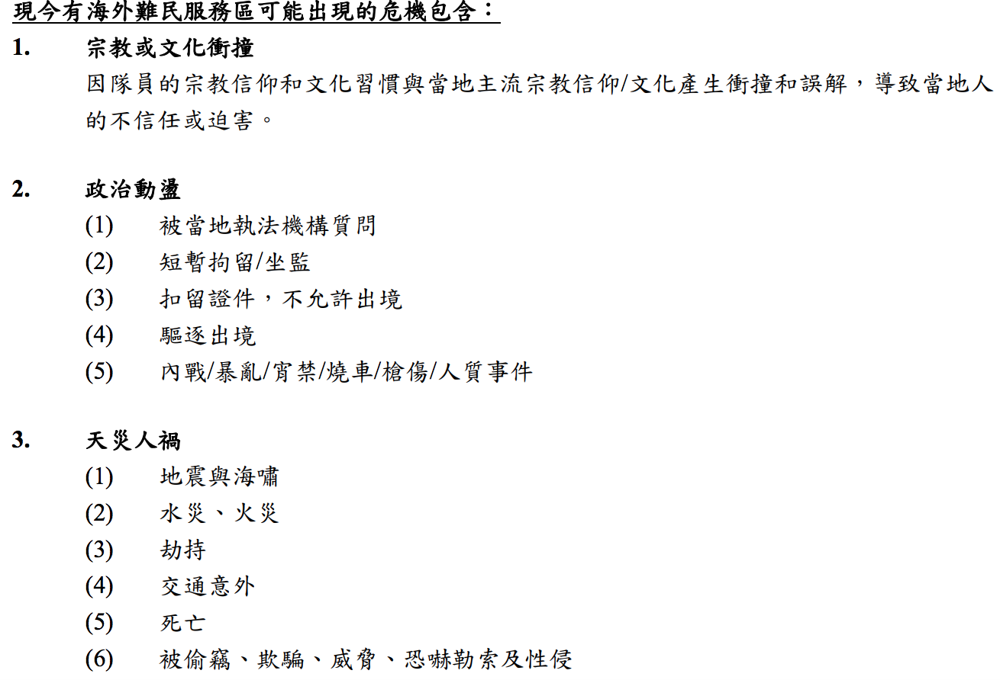 現今有海外難民服務區可能出現的危機包含：
1. 宗教或文化衝撞
因隊員的宗教信仰和文化習慣與當地主流宗教信仰/文化產生衝撞和誤解，導致當地人
的不信任或迫害。
2. 政治動盪
(1) 被當地執法機構質問
(2) 短暫拘留/坐監
(3) 扣留證件，不允許出境
(4) 驅逐出境
(5) 內戰/暴亂/宵禁/燒車/槍傷/人質事件
3. 天災人禍
(1) 地震與海嘯
(2) 水災、火災
(3) 劫持
(4) 交通意外
(5) 死亡
(6) 被偷竊、欺騙、威脅、恐嚇勒索及性侵